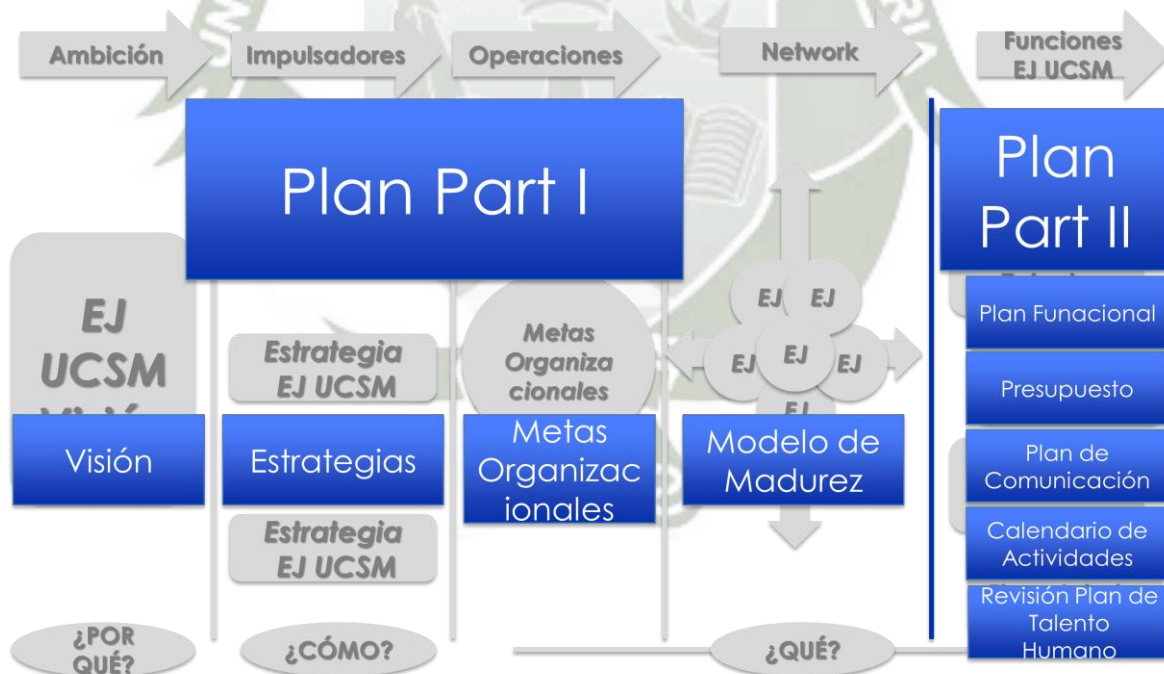 Ambición
Impulsadores
Operaciones
Network
Funciones
EJ UCSM
Plan Part I
Plan
Part II
EJ
UCSM
Estrategia
EJ UCSM
Metas
Organiza
cionales
EJ EJ
EJ EJ EJ
EJ
Visión
Estrategias
Metas
Organizac
ionales
Modelo de
Madurez
Estrategia
EJ UCSM
Plan Funacional
Presupuesto
Plan de
Comunicación
Calendario de
Actividades
Revisión Plan de
Talento
Humano
¿POR
QUÉ?
¿CÓMO?
¿QUÉ?